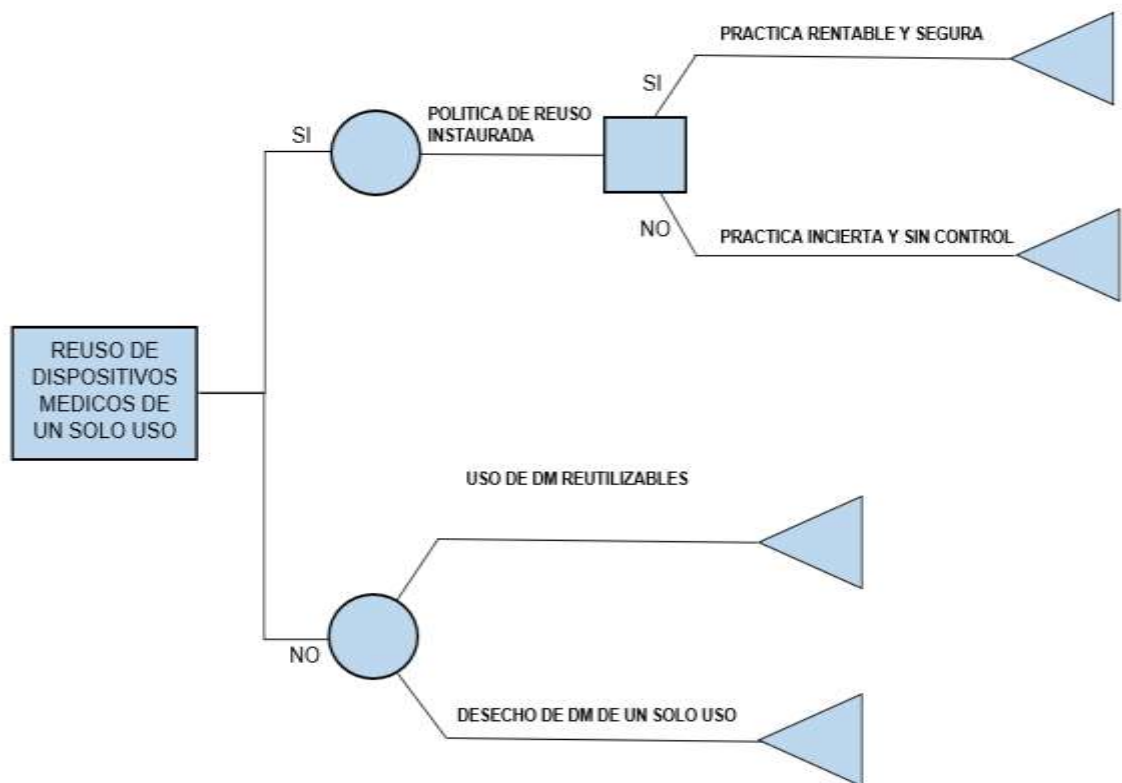 PRACTICA RENTABLE Y SEGURA
SI
POLITICA DE REUSO
INSTAURADA
SI
NO
PRACTICA INCIERTA Y SIN CONTROL
REUSO DE
DISPOSITIVOS
MEDICOS DE
UN SOLO USO
USO DE DM REUTILIZABLES
NO
DESECHO DE DM DE UN SOLO USO